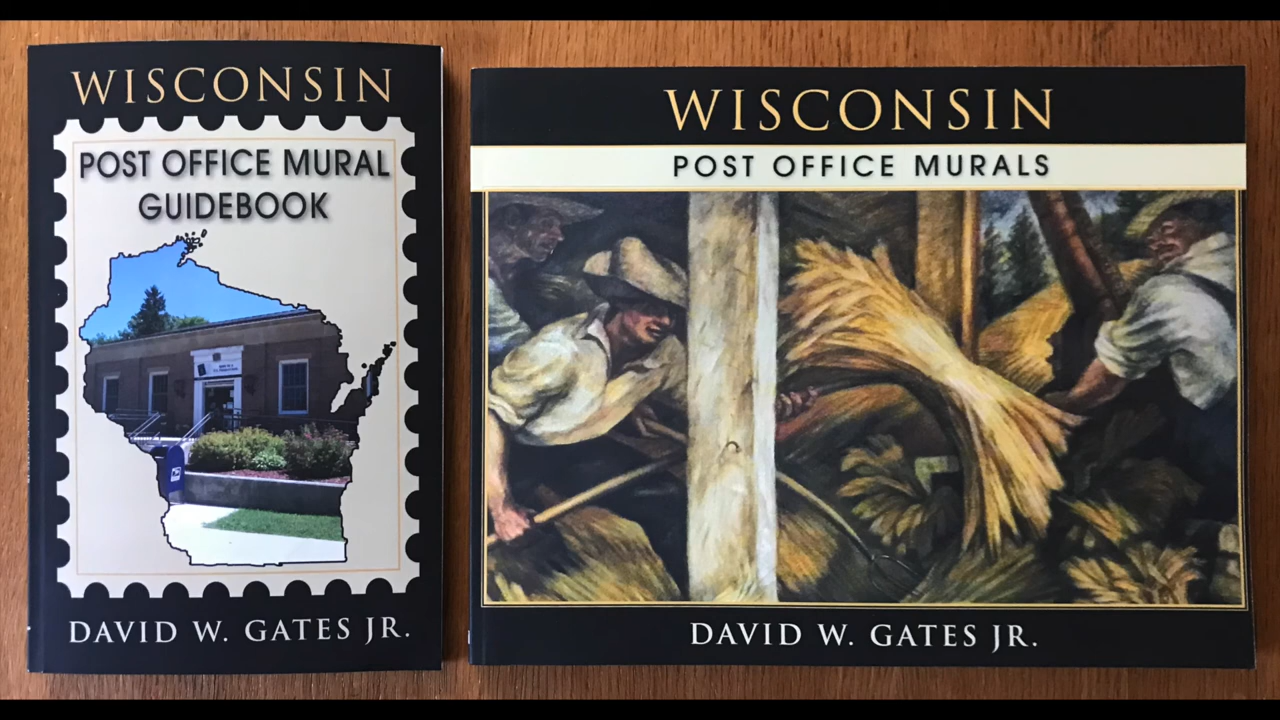 WISCONSIN
POST OFFICE MURAL
GUIDEBOOK
DAVID W. GATES JR.
WISCONSIN
POST OFFICE MURALS
DAVID W. GATES JR.